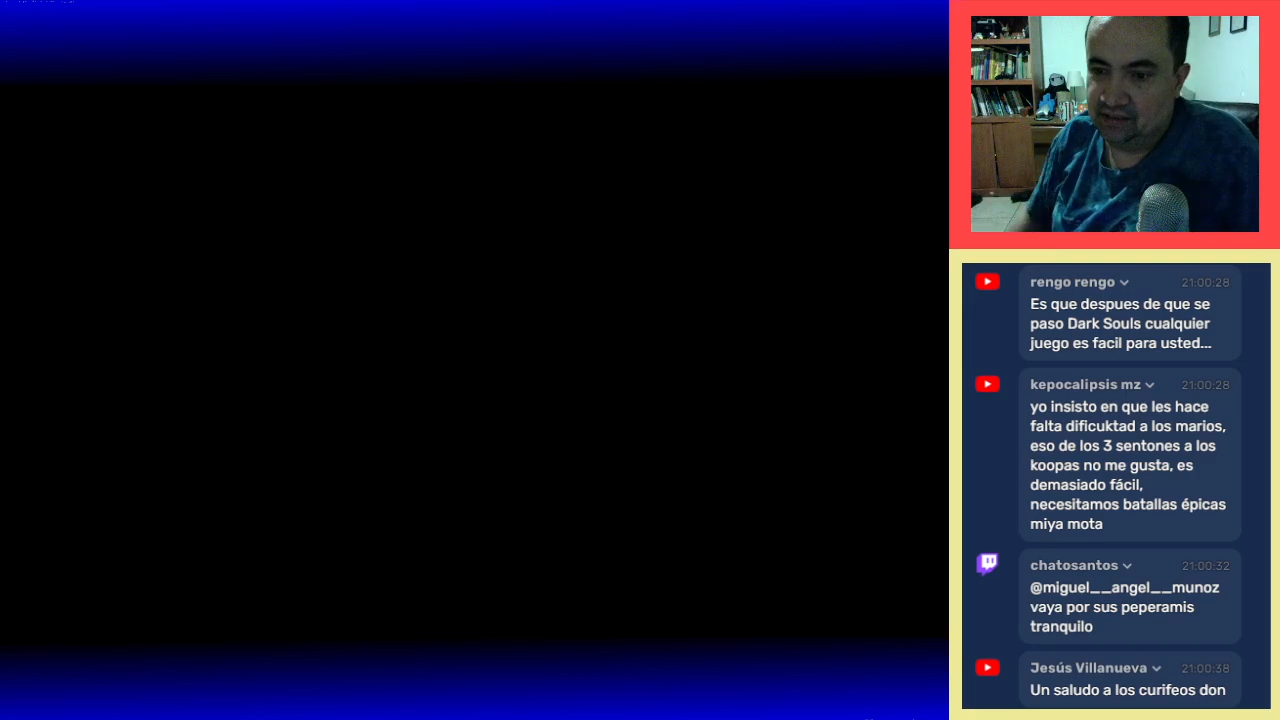 rengo rengo 21:00:28
Es que despues de que se
paso Dark Souls cualquier
juego es facil para usted...
kepocalipsis mz 21:00:28
yo insisto en que les hace
falta dificuktad a los marios,
eso de los 3 sentones a los
koopas no me gusta, es
demasiado fácil,
necesitamos batallas épicas
miya mota
chatosantos 21:00:32
@miguel__angel__munoz
vaya por sus peperamis
tranquilo
Jesús Villanueva 21:00:38
Un saludo a los curifeos don